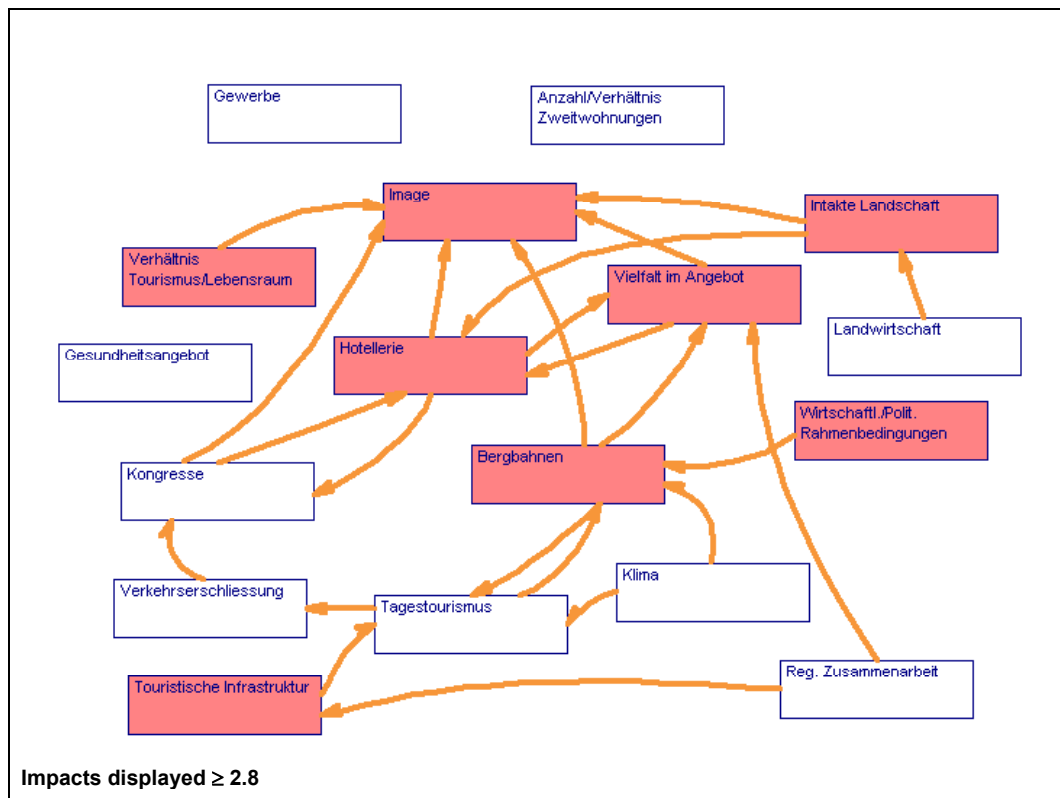 Gewerbe
Anzahl/Verhältnis
Zweitwohnungen
Image
Intakte Landschaft
Verhältnis
Tourismus/Lebensraum
Vielfalt im Angebot
Landwirtschaft
Gesundheitsangebot
Hotellerie
Wirtschaftl./Polit.
Rahmenbedingungen
Kongresse
Bergbahnen
Verkehrserschliessung
Tagestourismus
Klima
Touristische Infrastruktur
Reg. Zusammenarbeit
Impacts displayed ≥ 2.8